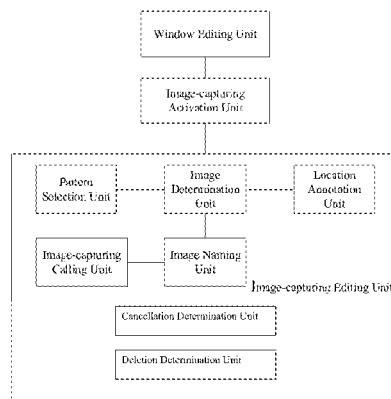 Window Editing Unit
Image-capturing
Activation Unit
Pattern
Selection Unit
Image
Determination
Unit
Location
Annotation
Unit
Image-capturing
Calling Unit
Image Naming
Unit
Image-capturing Editing Unit
Cancellation Determination Unit
Deletion Determination Unit